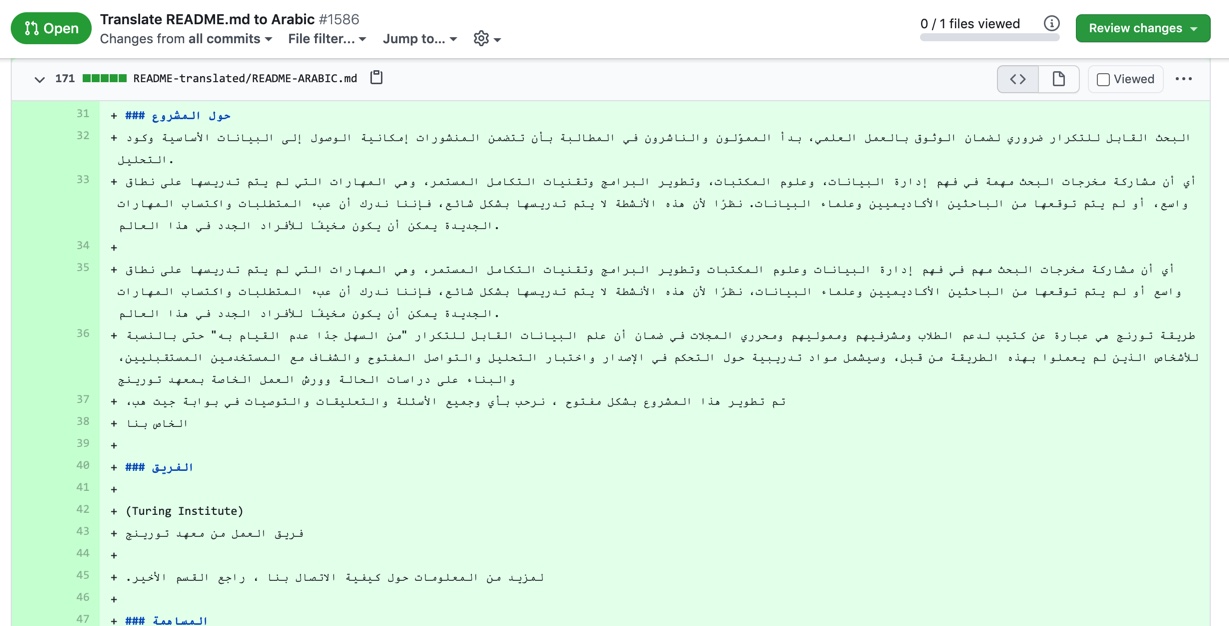 Open
Translate README.md to Arabic #1586
Changes from all commits File filter... Jump to...
0 / 1 files viewed
Review changes
171 README-translated/README-ARABIC.md
Viewed
31 + ### حول المشروع
32 + البحث القابل للتكرار ضروري لضمان الوثوق بالعمل العلمي، بدأ الممؤلون والناشرون في المطالبة بأن تتضمن المنشورات إمكانية الوصول إلى البيانات الأساسية وكود
التحليل.
33 + أي أن مشاركة مخرجات البحث مهمة في فهم إدارة البيانات، وعلوم المكتبات، وتطوير البرامج وتقنيات التكامل المستمر، وهي المهارات التي لم يتم تدريسها على نطاق
واسع، أو لم يتم توقعها من الباحثين الأكاديميين وعلماء البيانات. نظرًا لأن هذه الأنشطة لا يتم تدريسها بشكل شائع، فإننا ندرك أن عبء المتطلبات واكتساب المهارات
الجديدة يمكن أن يكون مخيفًا للأفراد الجدد في هذا العالم.
34 +
35 + أي أن مشاركة مخرجات البحث مهم في فهم إدارة البيانات وعلوم المكتبات وتطوير البرامج وتقنيات التكامل المستمر، وهي المهارات التي لم يتم تدريسها على نطاق
واسع أو لم يتم توقعها من الباحثين الأكاديميين وعلماء البيانات، نظرًا لأن هذه الأنشطة لا يتم تدريسها بشكل شائع، فإننا ندرك أن عبء المتطلبات واكتساب المهارات
الجديدة يمكن أن يكون مخيفًا للأفراد الجدد في هذا العالم.
36 + طريقة تورنج هي عبارة عن كتيب لدعم الطلاب ومشرفيهم ومموليهم ومحرري المجلات في ضمان أن علم البيانات القابل للتكرار "من السهل جدًا عدم القيام به" حتى بالنسبة
للأشخاص الذين لم يعملوا بهذه الطريقة من قبل، وسيشمل مواد تدريبية حول التحكم في الإصدار واختبار التحليل والتواصل المفتوح والشفاف مع المستخدمين المستقبليين،
والبناء على دراسات الحالة وورش العمل الخاصة بمعهد تورينج
37 + تم تطوير هذا المشروع بشكل مفتوح ، نرحب بأي وجميع الأسئلة والتعليقات والتوصيات في بوابة جيت هب،
38 + الخاص بنا
39 +
40 + ### الفريق
41 +
42 + (Turing Institute)
43 + فريق العمل من معهد تورينج
44 +
45 + لمزيد من المعلومات حول كيفية الاتصال بنا ، راجع القسم الأخير.
46 +
47 + ### المساهمة